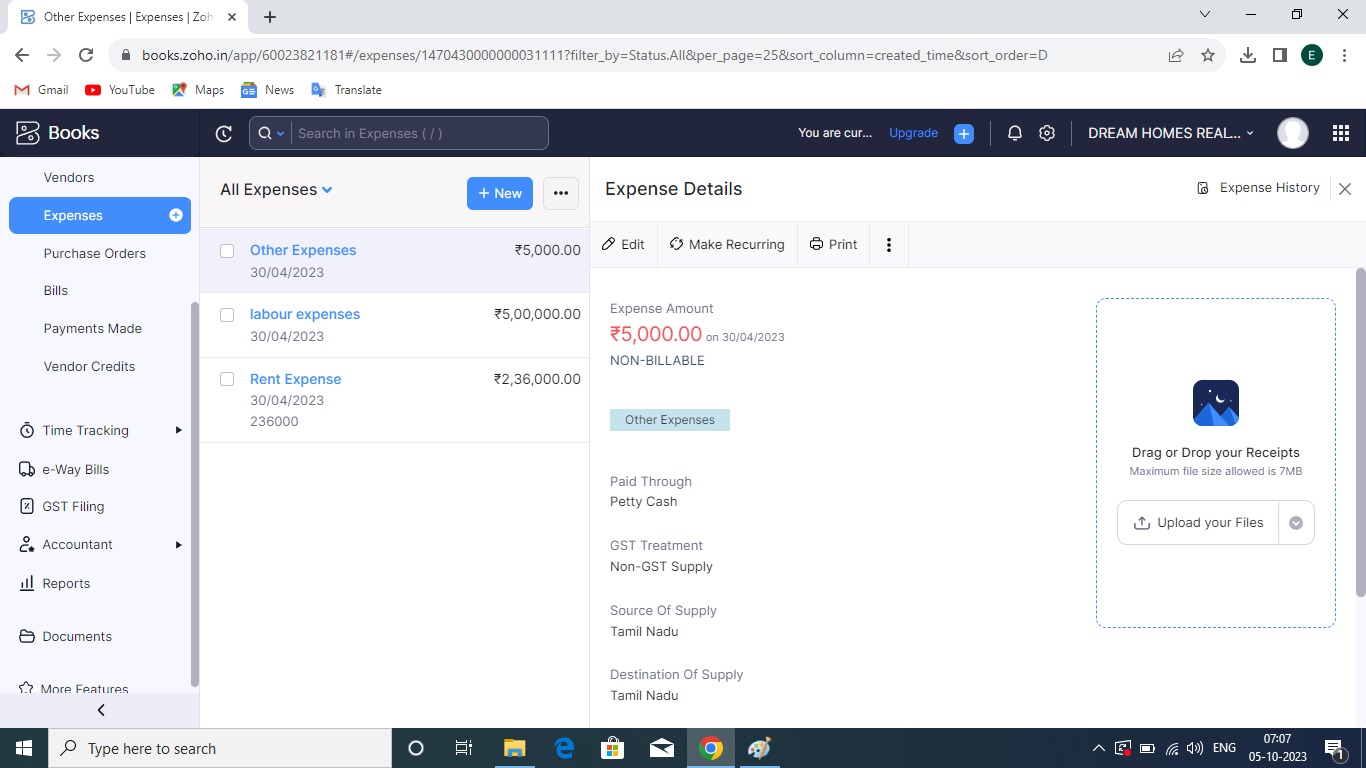 Other Expenses | Expenses | Zoh
books.zoho.in/app/60023821181#/expenses/1470430000000031111?filter_by=Status.All&per_page=25&sort_column=created_time&sort_order=D
E
Gmail
YouTube
Maps
News
Translate
Books
Search in Expenses ( / )
You are cur...
Upgrade
DREAM HOMES REAL...
Vendors
Expenses
Purchase Orders
Bills
Payments Made
Vendor Credits
Time Tracking
e-Way Bills
GST Filing
Accountant
Reports
Documents
More Features
All Expenses
+ New
Other Expenses ₹5,000.00
30/04/2023
labour expenses ₹5,00,000.00
30/04/2023
Rent Expense ₹2,36,000.00
30/04/2023
236000
Expense Details
Expense History
Edit
Make Recurring
Print
Expense Amount
₹5,000.00 on 30/04/2023
NON-BILLABLE
Other Expenses
Paid Through
Petty Cash
GST Treatment
Non-GST Supply
Source Of Supply
Tamil Nadu
Destination Of Supply
Tamil Nadu
Drag or Drop your Receipts
Maximum file size allowed is 7MB
Upload your Files
Type here to search
ENG
07:07
05-10-2023
1